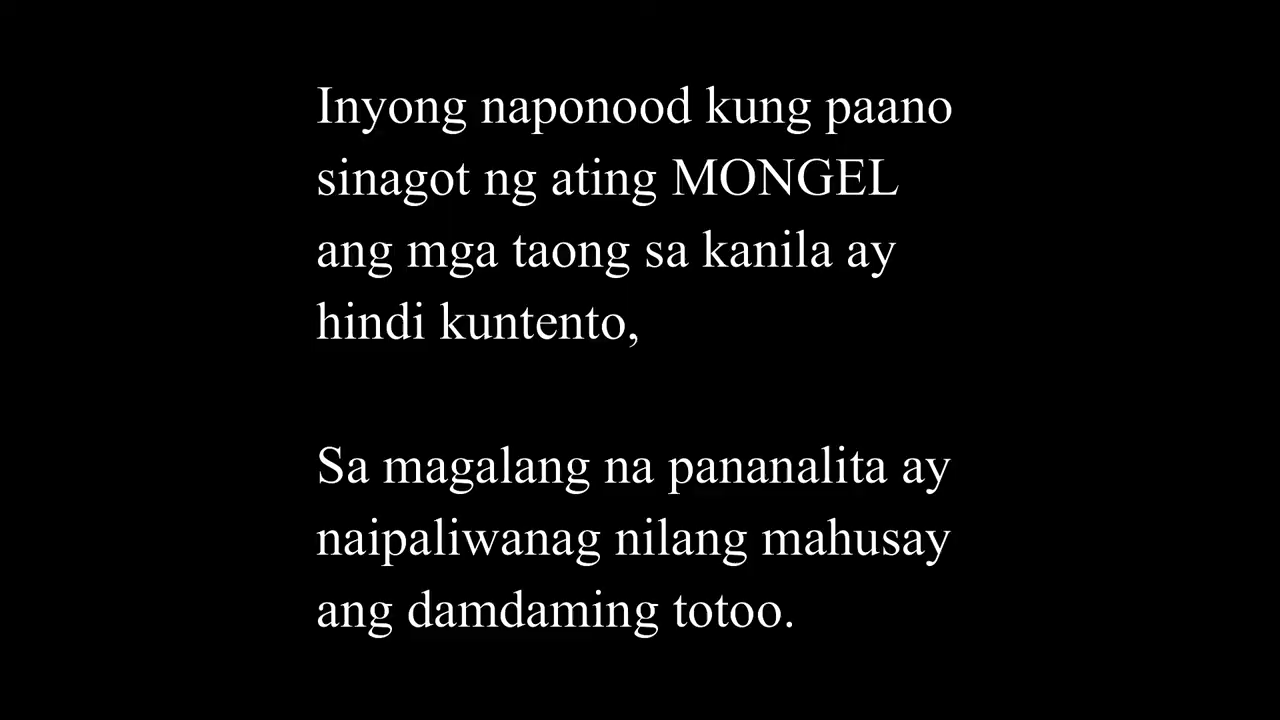 Inyong naponood kung paano
sinagot ng ating MONGEL
ang mga taong sa kanila ay
hindi kuntento,
Sa magalang na pananalita ay
naipaliwanag nilang mahusay
ang damdaming totoo.